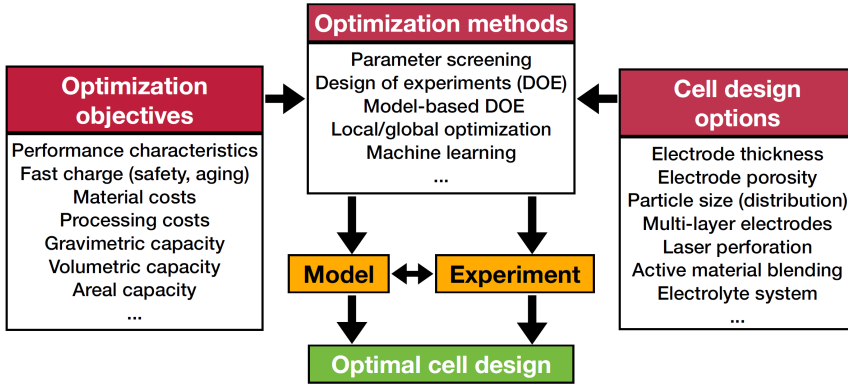 Optimization methods
Parameter screening
Design of experiments (DOE)
Model-based DOE
Local/global optimization
Machine learning
...
Optimization
objectives
Performance characteristics
Fast charge (safety, aging)
Material costs
Processing costs
Gravimetric capacity
Volumetric capacity
Areal capacity
...
Cell design
options
Electrode thickness
Electrode porosity
Particle size (distribution)
Multi-layer electrodes
Laser perforation
Active material blending
Electrolyte system
...
Model
Experiment
Optimal cell design